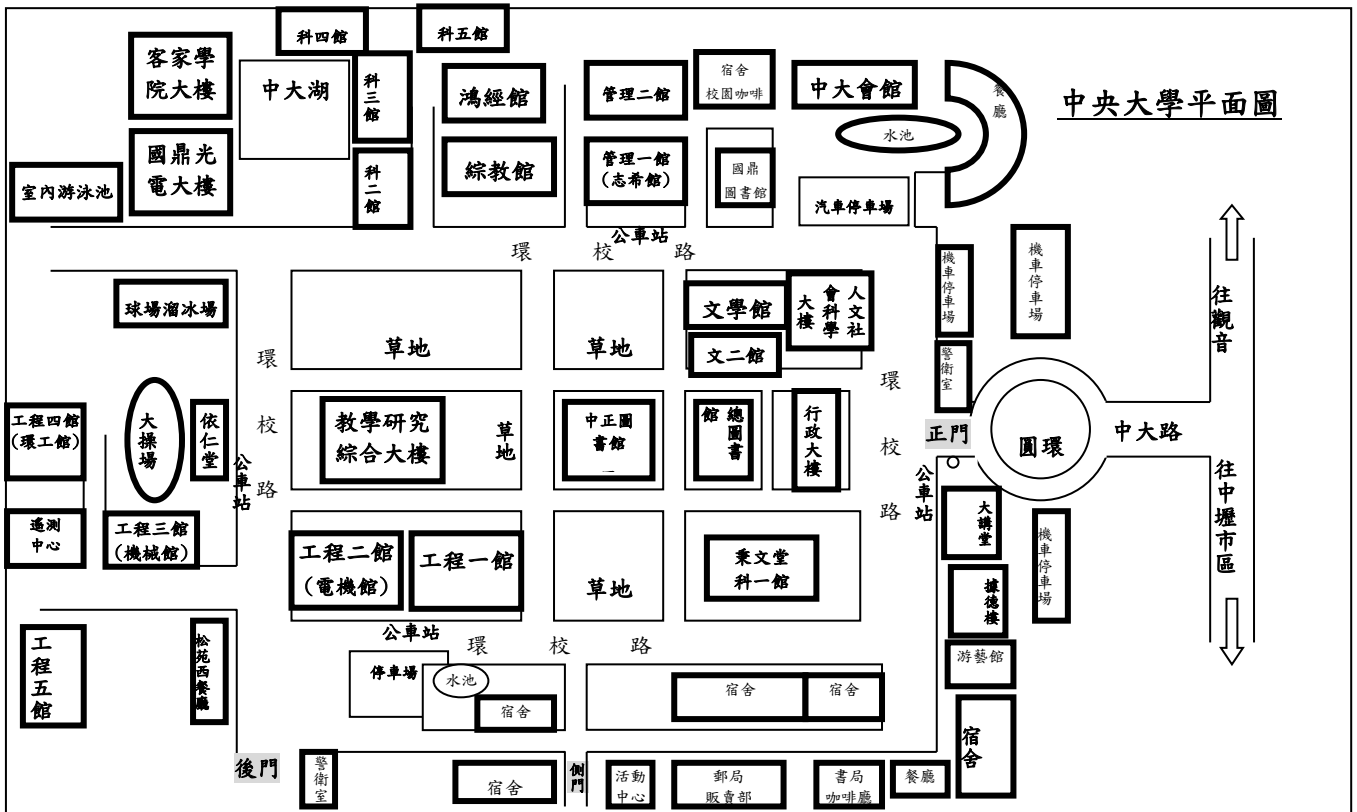 中央大學平面圖
科四館
科五館
客家學
院大樓
中大湖
科三館
鴻經館
管理二館
宿舍
校園咖啡
中大會館
餐廳
水池
國鼎光
電大樓
室內游泳池
科二館
綜教館
管理一館
(志希館)
國鼎
圖書館
汽車停車場
公車站
環校路
機車停車場
機車停車場
往觀音
球場溜冰場
草地
草地
文學館
文二館
人文社
會科學
大樓
環校路
環校路
警衛室
工程四館
(環工館)
大操場
依仁堂
公車站
教學研究
綜合大樓
草地
中正圖
書館
總圖書
館
行政大樓
正門
圓環
中大路
公車站
往中壢市區
遙測
中心
工程三館
(機械館)
工程二館
(電機館)
工程一館
草地
秉文堂
科一館
大講堂
機車停車場
據德樓
公車站
環校路
游藝館
工程五館
松苑西餐廳
停車場
水池
宿舍
宿舍
宿舍
宿舍
後門
警衛室
宿舍
側門
活動
中心
郵局
販賣部
書局
咖啡廳
餐廳